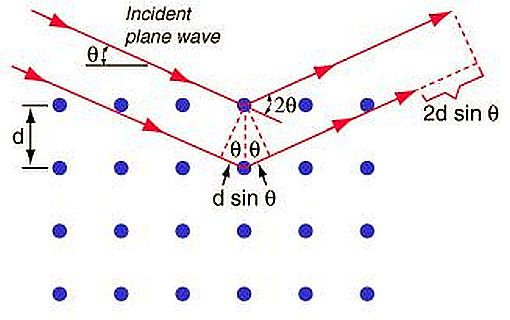 Incident
plane wave
θ
2θ
2d sin θ
d
θ θ
d sin θ